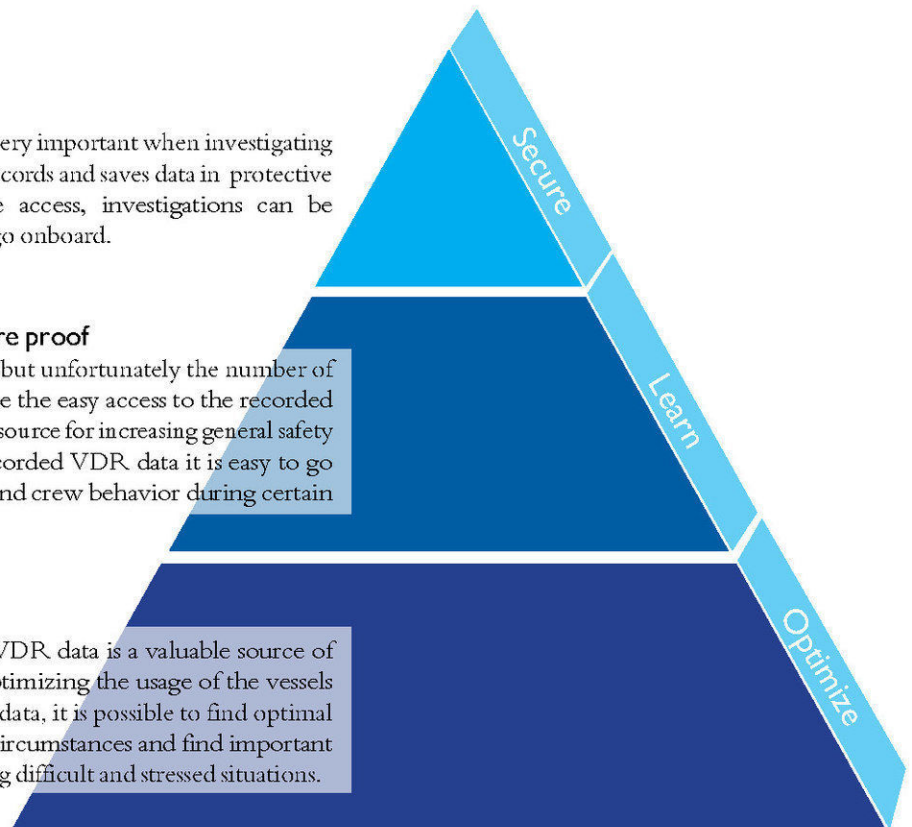 ery important when investigating
cords and saves data in protective
e access, investigations can be
go onboard.
re proof
but unfortunately the number of
e the easy access to the recorded
source for increasing general safety
corded VDR data it is easy to go
nd crew behavior during certain
VDR data is a valuable source of
ptimizing the usage of the vessels
data, it is possible to find optimal
circumstances and find important
g difficult and stressed situations.
Secure
Learn
Optimize